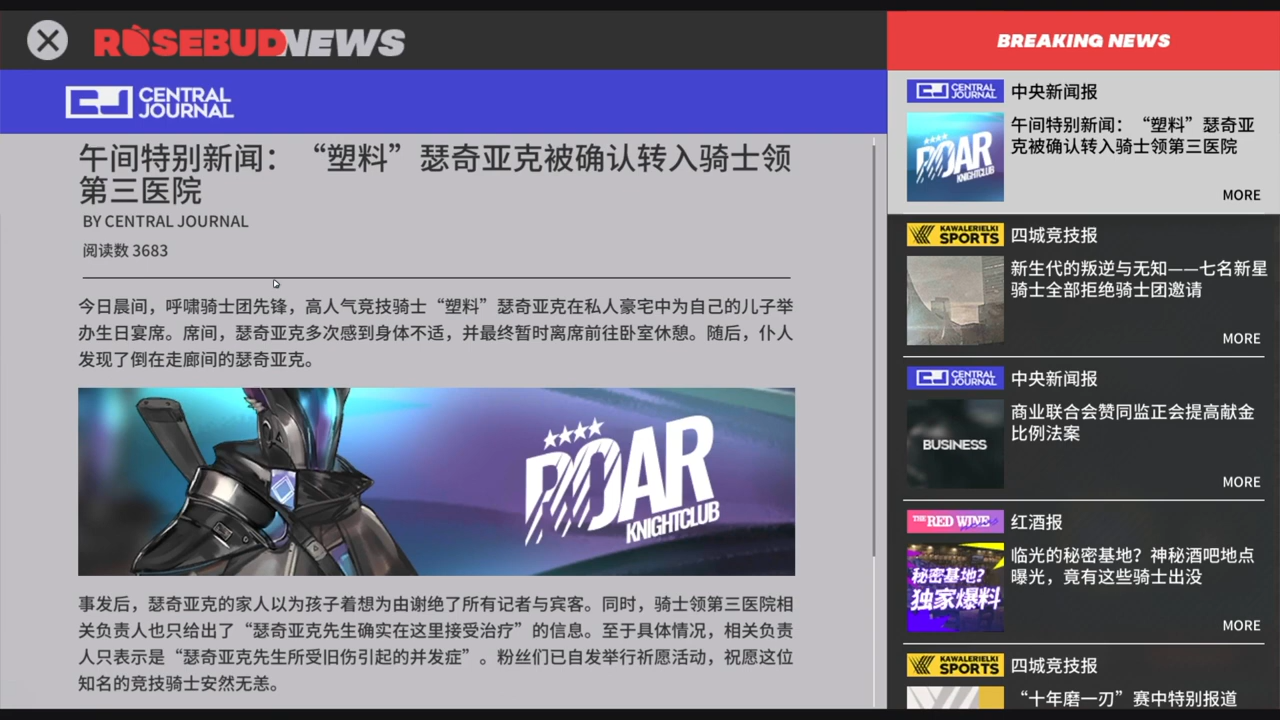 ROSEBUDNEWS
CENTRAL
JOURNAL
午间特别新闻：“塑料”瑟奇亚克被确认转入骑士领
第三医院
BY CENTRAL JOURNAL
阅读数 3683
今日晨间，呼啸骑士团先锋，高人气竞技骑士“塑料”瑟奇亚克在私人豪宅中为自己的儿子举
办生日宴席。席间，瑟奇亚克多次感到身体不适，并最终暂时离席前往卧室休憩。随后，仆人
发现了倒在走廊间的瑟奇亚克。
ROAR
KNIGHTCLUB
事发后，瑟奇亚克的家人以为孩子着想为由谢绝了所有记者与宾客。同时，骑士领第三医院相
关负责人也只给出了“瑟奇亚克先生确实在这里接受治疗”的信息。至于具体情况，相关负责
人只表示是“瑟奇亚克先生所受旧伤引起的并发症”。粉丝们已自发举行祈愿活动，祝愿这位
知名的竞技骑士安然无恙。
BREAKING NEWS
CENTRAL
JOURNAL
中央新闻报
ROAR
KNIGHTCLUB
午间特别新闻：“塑料”瑟奇亚
克被确认转入骑士领第三医院
MORE
KAWALERIELKI
SPORTS
四城竞技报
新生代的叛逆与无知——七名新星
骑士全部拒绝骑士团邀请
MORE
CENTRAL
JOURNAL
中央新闻报
BUSINESS
商业联合会赞同监正会提高献金
比例法案
MORE
THE RED WINE
红酒报
秘密基地?
独家爆料
临光的秘密基地？神秘酒吧地点
曝光，竟有这些骑士出没
MORE
KAWALERIELKI
SPORTS
四城竞技报
“十年磨一刃”赛中特别报道